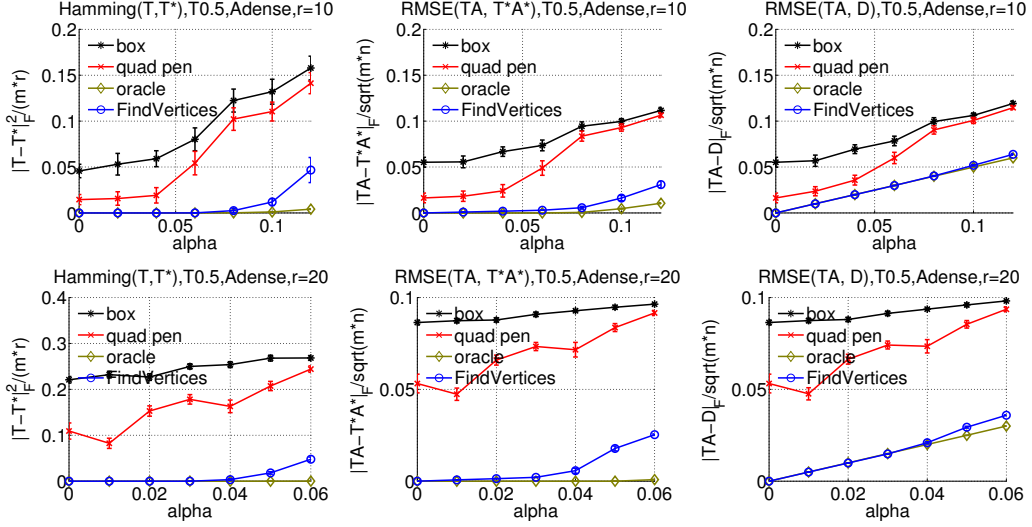 Hamming(T,T*),T0.5,Adense,r=10
0.2
0.15
0.1
0.05
0
box
quad pen
oracle
FindVertices
|T−T*|²_F/(m*r)
0.05
0.1
alpha
RMSE(TA, T*A*),T0.5,Adense,r=10
0.2
0.15
0.1
0.05
0
box
quad pen
oracle
FindVertices
|TA−T*A*|_F/sqrt(m*n)
0.05
0.1
alpha
RMSE(TA, D),T0.5,Adense,r=10
0.2
0.15
0.1
0.05
0
box
quad pen
oracle
FindVertices
|TA−D|_F/sqrt(m*n)
0.05
0.1
alpha
Hamming(T,T*),T0.5,Adense,r=20
0.4
0.3
0.2
0.1
0
box
quad pen
oracle
FindVertices
|T−T*|²_F/(m*r)
0
0.02
0.04
0.06
alpha
RMSE(TA, T*A*),T0.5,Adense,r=20
0.1
0.05
0
box
quad pen
oracle
FindVertices
|TA−T*A*|_F/sqrt(m*n)
0
0.02
0.04
0.06
alpha
RMSE(TA, D),T0.5,Adense,r=20
0.1
0.05
0
box
quad pen
oracle
FindVertices
|TA−D|_F/sqrt(m*n)
0
0.02
0.04
0.06
alpha